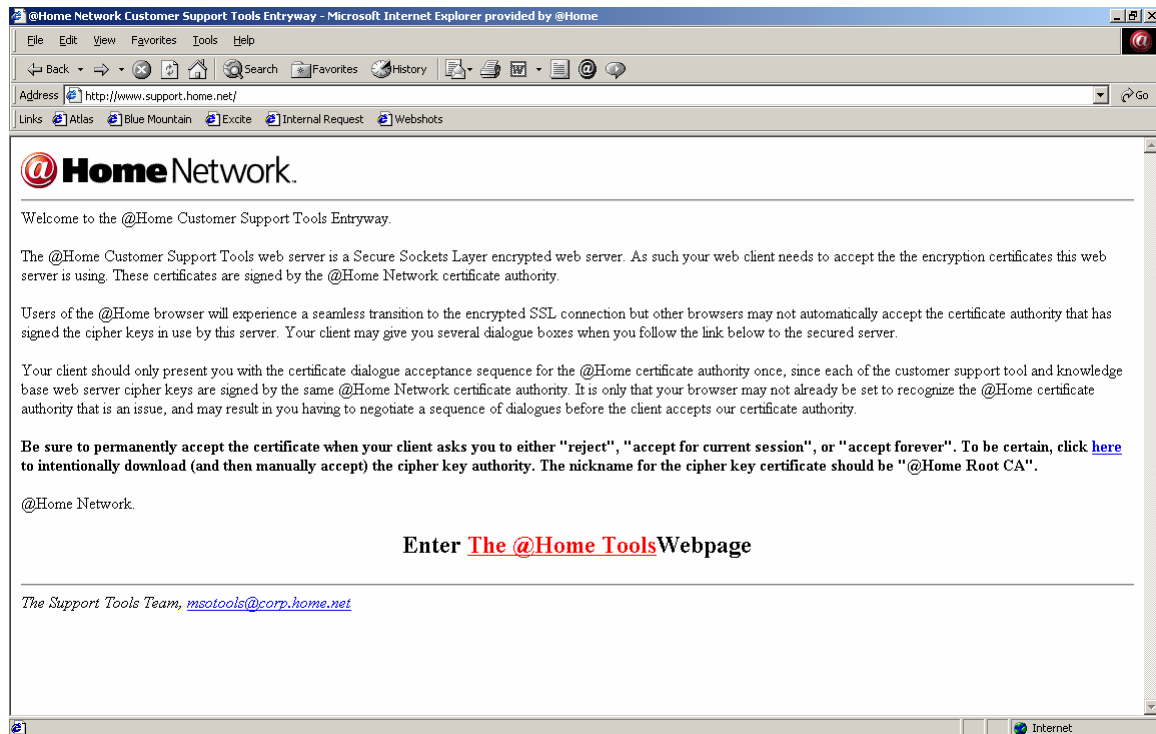 @Home Network Customer Support Tools Entryway - Microsoft Internet Explorer provided by @Home
File Edit View Favorites Tools Help
Back Search Favorites History
Address http://www.support.home.net/ Go
Links Atlas Blue Mountain Excite Internal Request Webshots
@Home Network.
Welcome to the @Home Customer Support Tools Entryway.
The @Home Customer Support Tools web server is a Secure Sockets Layer encrypted web server. As such your web client needs to accept the the encryption certificates this web
server is using. These certificates are signed by the @Home Network certificate authority.
Users of the @Home browser will experience a seamless transition to the encrypted SSL connection but other browsers may not automatically accept the certificate authority that has
signed the cipher keys in use by this server. Your client may give you several dialogue boxes when you follow the link below to the secured server.
Your client should only present you with the certificate dialogue acceptance sequence for the @Home certificate authority once, since each of the customer support tool and knowledge
base web server cipher keys are signed by the same @Home Network certificate authority. It is only that your browser may not already be set to recognize the @Home certificate
authority that is an issue, and may result in you having to negotiate a sequence of dialogues before the client accepts our certificate authority.
Be sure to permanently accept the certificate when your client asks you to either "reject", "accept for current session", or "accept forever". To be certain, click here
to intentionally download (and then manually accept) the cipher key authority. The nickname for the cipher key certificate should be "@Home Root CA".
@Home Network.
Enter The @Home ToolsWebpage
The Support Tools Team, msotools@corp.home.net
Internet